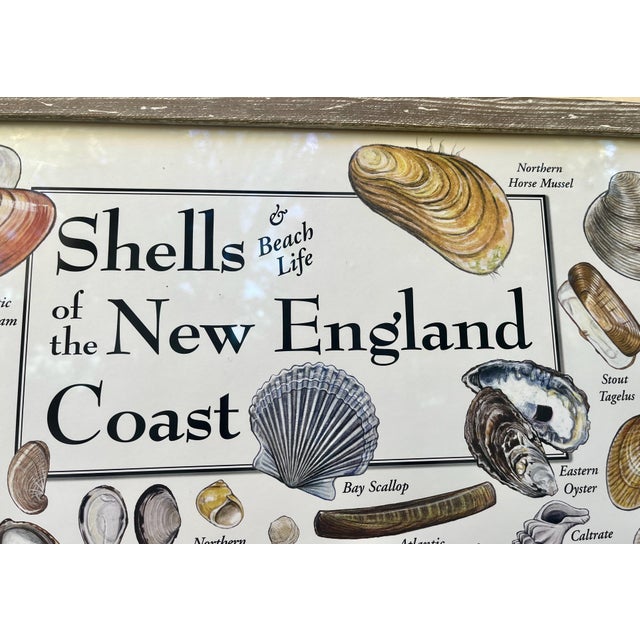 Shells & Beach Life
of the New England
Coast
Northern
Horse Mussel
Stout
Tagelus
Bay Scallop
Eastern
Oyster
Caltrate
Northern
Atlantic